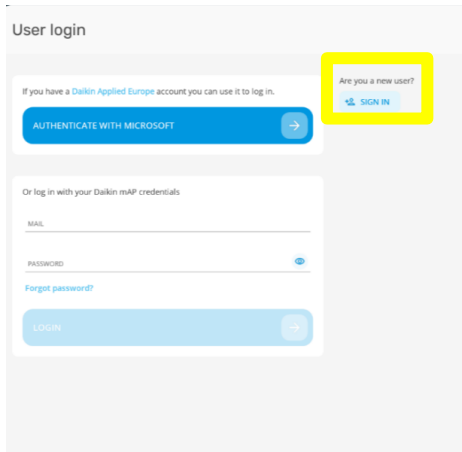 User login
If you have a Daikin Applied Europe account you can use it to log in.
AUTHENTICATE WITH MICROSOFT
Are you a new user?
SIGN IN
Or log in with your Daikin mAP credentials
MAIL
PASSWORD
Forgot password?
LOGIN